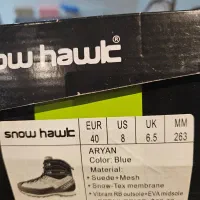 now hawk®
snow hawk EUR US UK MM
40 8 6.5 263
ARYAN
Color: Blue
Material:
• Suede+Mesh
• Snow-Tex membrane
• Vibram RB outsole+EVA midsole